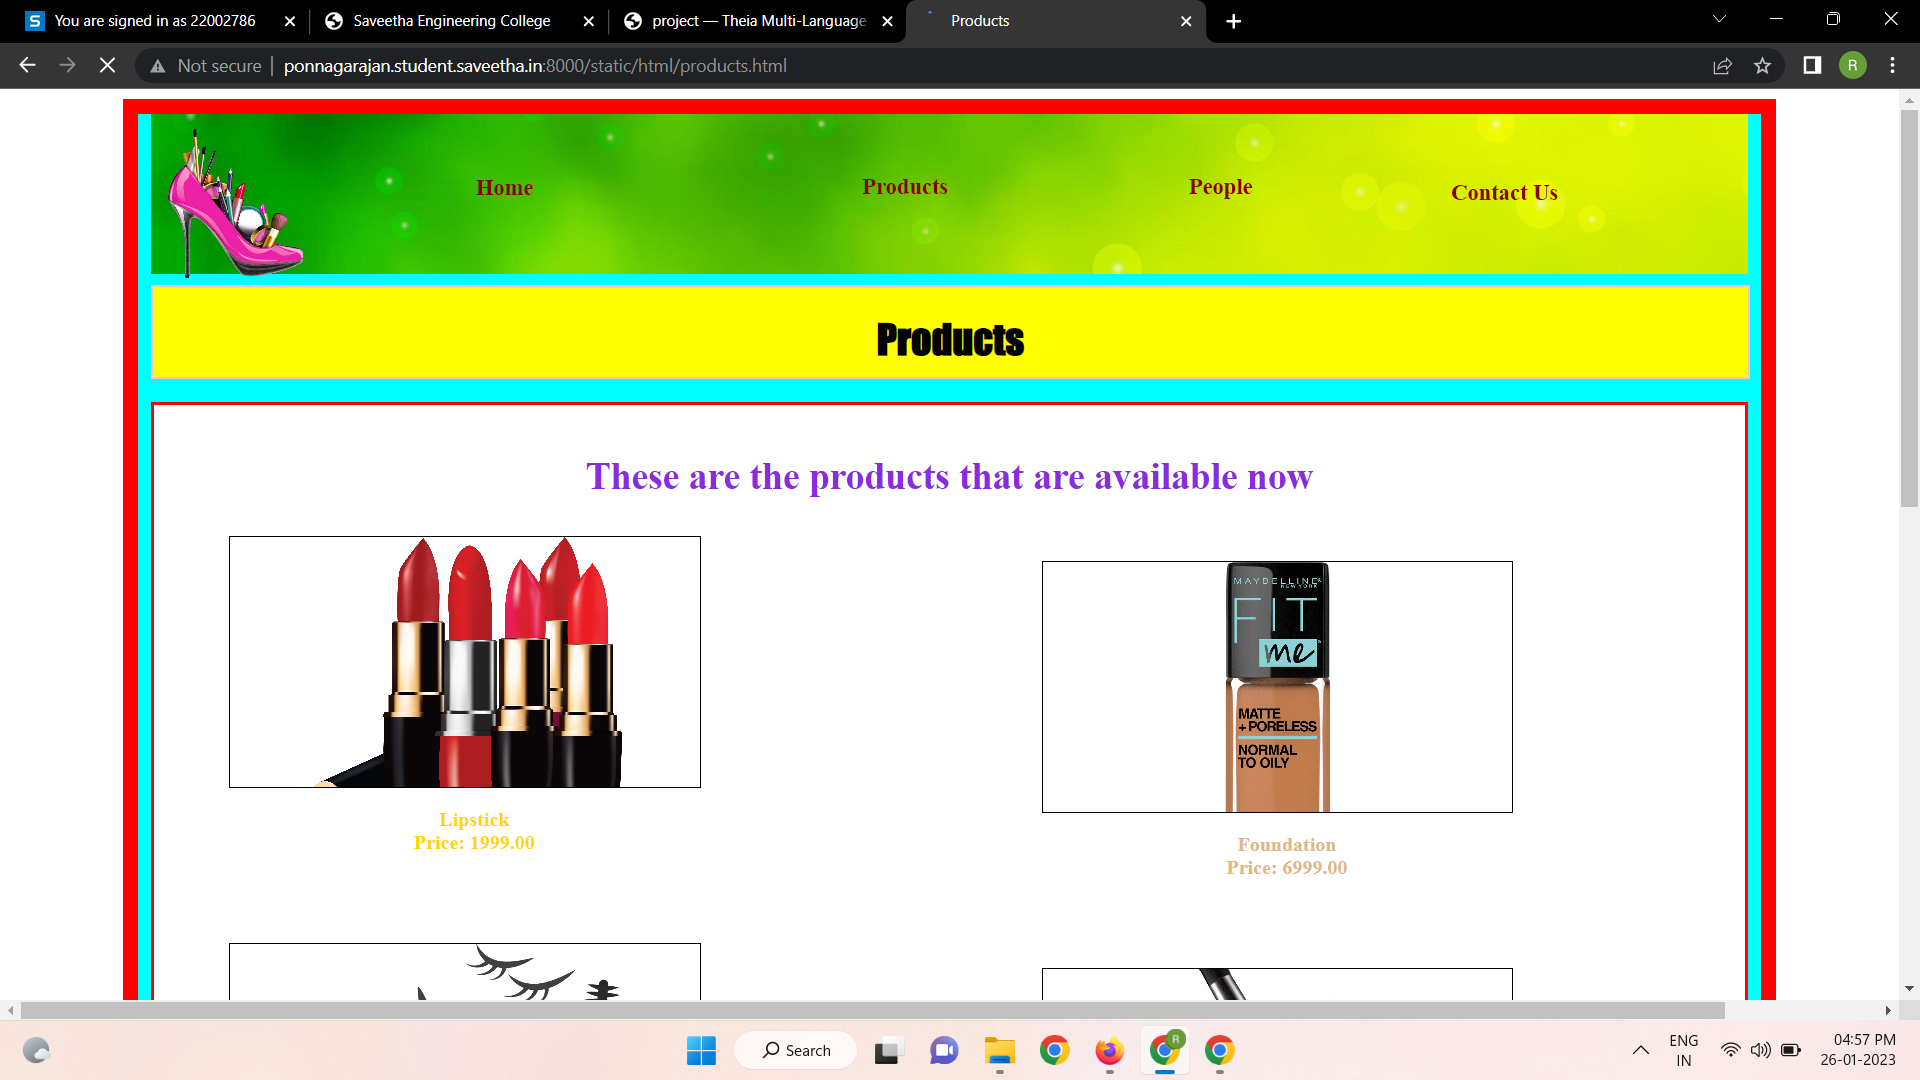 You are signed in as 22002786
Saveetha Engineering College
project — Theia Multi-Language
Products
Not secure
ponnagarajan.student.saveetha.in:8000/static/html/products.html
R
Home
Products
People
Contact Us
Products
These are the products that are available now
MAYBELLINE
NEW YORK
FIT
me
MATTE
+ PORELESS
NORMAL
TO OILY
Lipstick
Price: 1999.00
Foundation
Price: 6999.00
Search
R
ENG
IN
04:57 PM
26-01-2023